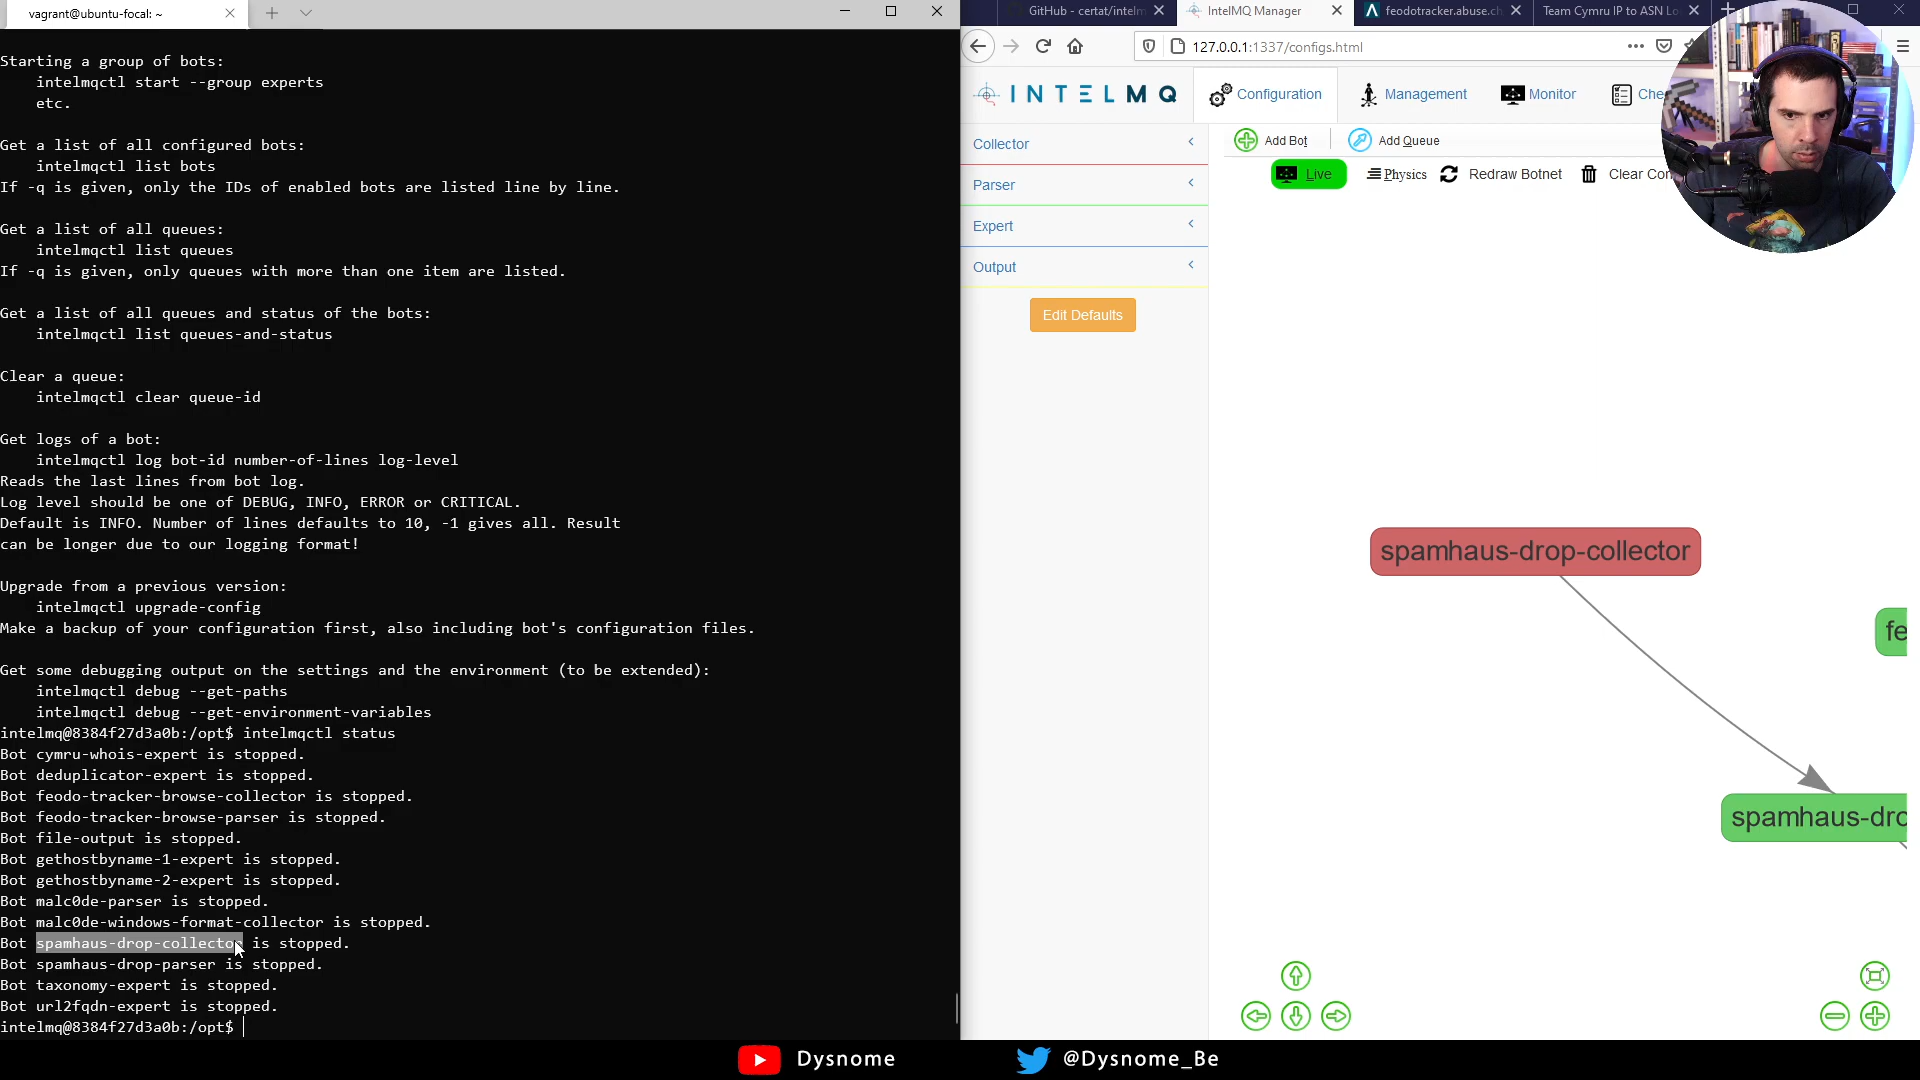 vagrant@ubuntu-focal: ~
Starting a group of bots:
intelmqctl start --group experts
etc.
Get a list of all configured bots:
intelmqctl list bots
If -q is given, only the IDs of enabled bots are listed line by line.
Get a list of all queues:
intelmqctl list queues
If -q is given, only queues with more than one item are listed.
Get a list of all queues and status of the bots:
intelmqctl list queues-and-status
Clear a queue:
intelmqctl clear queue-id
Get logs of a bot:
intelmqctl log bot-id number-of-lines log-level
Reads the last lines from bot log.
Log level should be one of DEBUG, INFO, ERROR or CRITICAL.
Default is INFO. Number of lines defaults to 10, -1 gives all. Result
can be longer due to our logging format!
Upgrade from a previous version:
intelmqctl upgrade-config
Make a backup of your configuration first, also including bot's configuration files.
Get some debugging output on the settings and the environment (to be extended):
intelmqctl debug --get-paths
intelmqctl debug --get-environment-variables
intelmq@8384f27d3a0b:/opt$ intelmqctl status
Bot cymru-whois-expert is stopped.
Bot deduplicator-expert is stopped.
Bot feodo-tracker-browse-collector is stopped.
Bot feodo-tracker-browse-parser is stopped.
Bot file-output is stopped.
Bot gethostbyname-1-expert is stopped.
Bot gethostbyname-2-expert is stopped.
Bot malc0de-parser is stopped.
Bot malc0de-windows-format-collector is stopped.
Bot spamhaus-drop-collector is stopped.
Bot spamhaus-drop-parser is stopped.
Bot taxonomy-expert is stopped.
Bot url2fqdn-expert is stopped.
intelmq@8384f27d3a0b:/opt$
GitHub - certat/intelm
IntelMQ Manager
feodotracker.abuse.ch
Team Cymru IP to ASN Lo
127.0.0.1:1337/configs.html
INTELMQ
Configuration
Management
Monitor
Che
Collector
Parser
Expert
Output
Edit Defaults
Add Bot
Add Queue
Live
Physics
Redraw Botnet
Clear Con
spamhaus-drop-collector
fe
spamhaus-dro
Dysnome
@Dysnome_Be